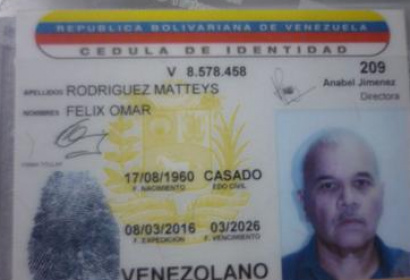 REPUBLICA BOLIVARIANA DE VENEZUELA
CEDULA DE IDENTIDAD
V 8.578.458
209
Anabel Jimenez
Directora
APELLIDOS RODRIGUEZ MATTEYS
NOMBRES FELIX OMAR
FIRMA TITULAR
17/08/1960 CASADO
F. NACIMIENTO EDO CIVIL
08/03/2016 03/2026
F. EXPEDICION F. VENCIMIENTO
VENEZOLANO